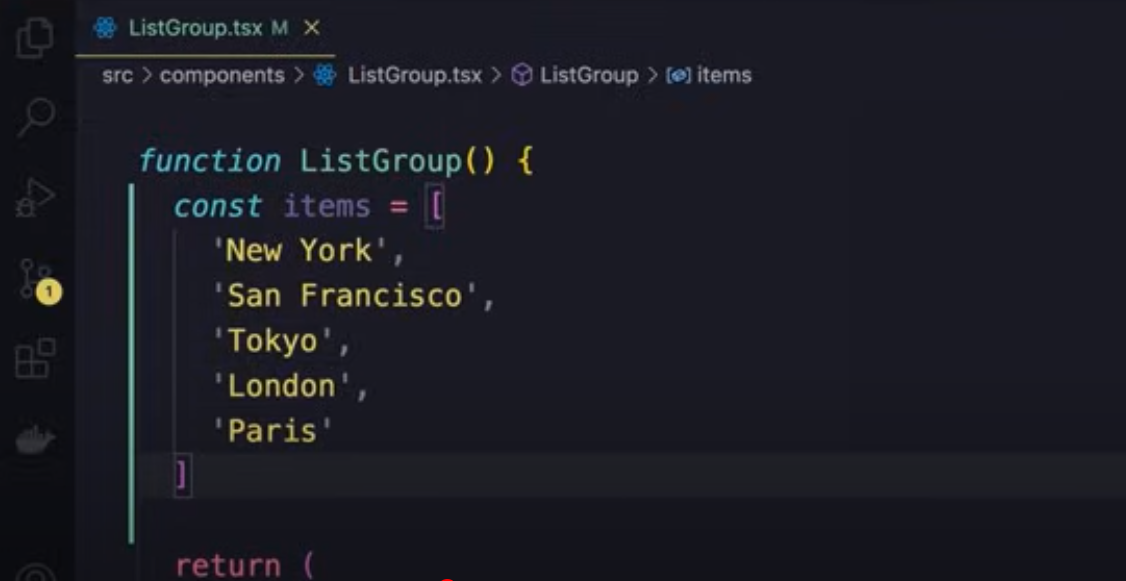 ListGroup.tsx M
src > components > ListGroup.tsx > ListGroup > items
function ListGroup() {
const items = [
'New York',
'San Francisco',
'Tokyo',
'London',
'Paris'
]
1
return (